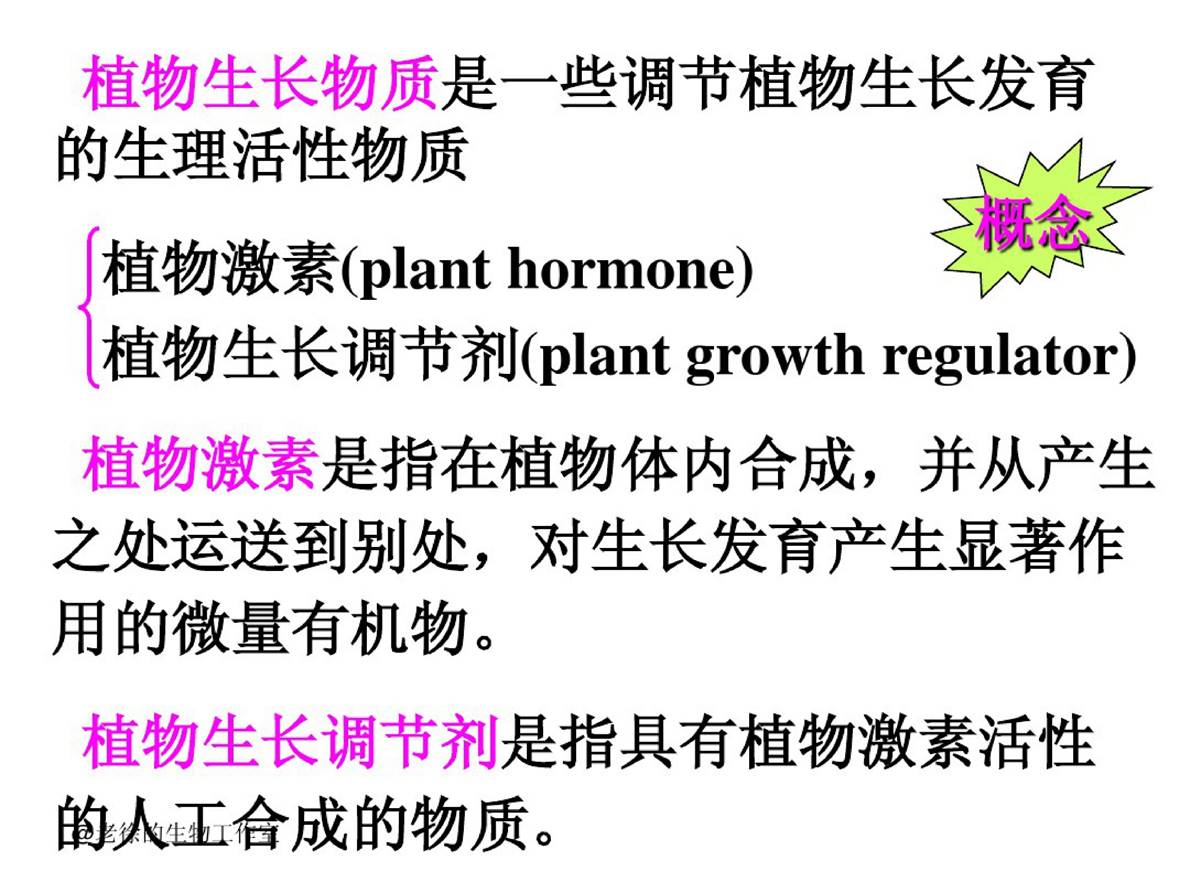 植物生长物质是一些调节植物生长发育
的生理活性物质
概念
植物激素(plant hormone)
植物生长调节剂(plant growth regulator)
植物激素是指在植物体内合成，并从产生
之处运送到别处，对生长发育产生显著作
用的微量有机物。
植物生长调节剂是指具有植物激素活性
的人工合成的物质。
@老徐的生物工作室